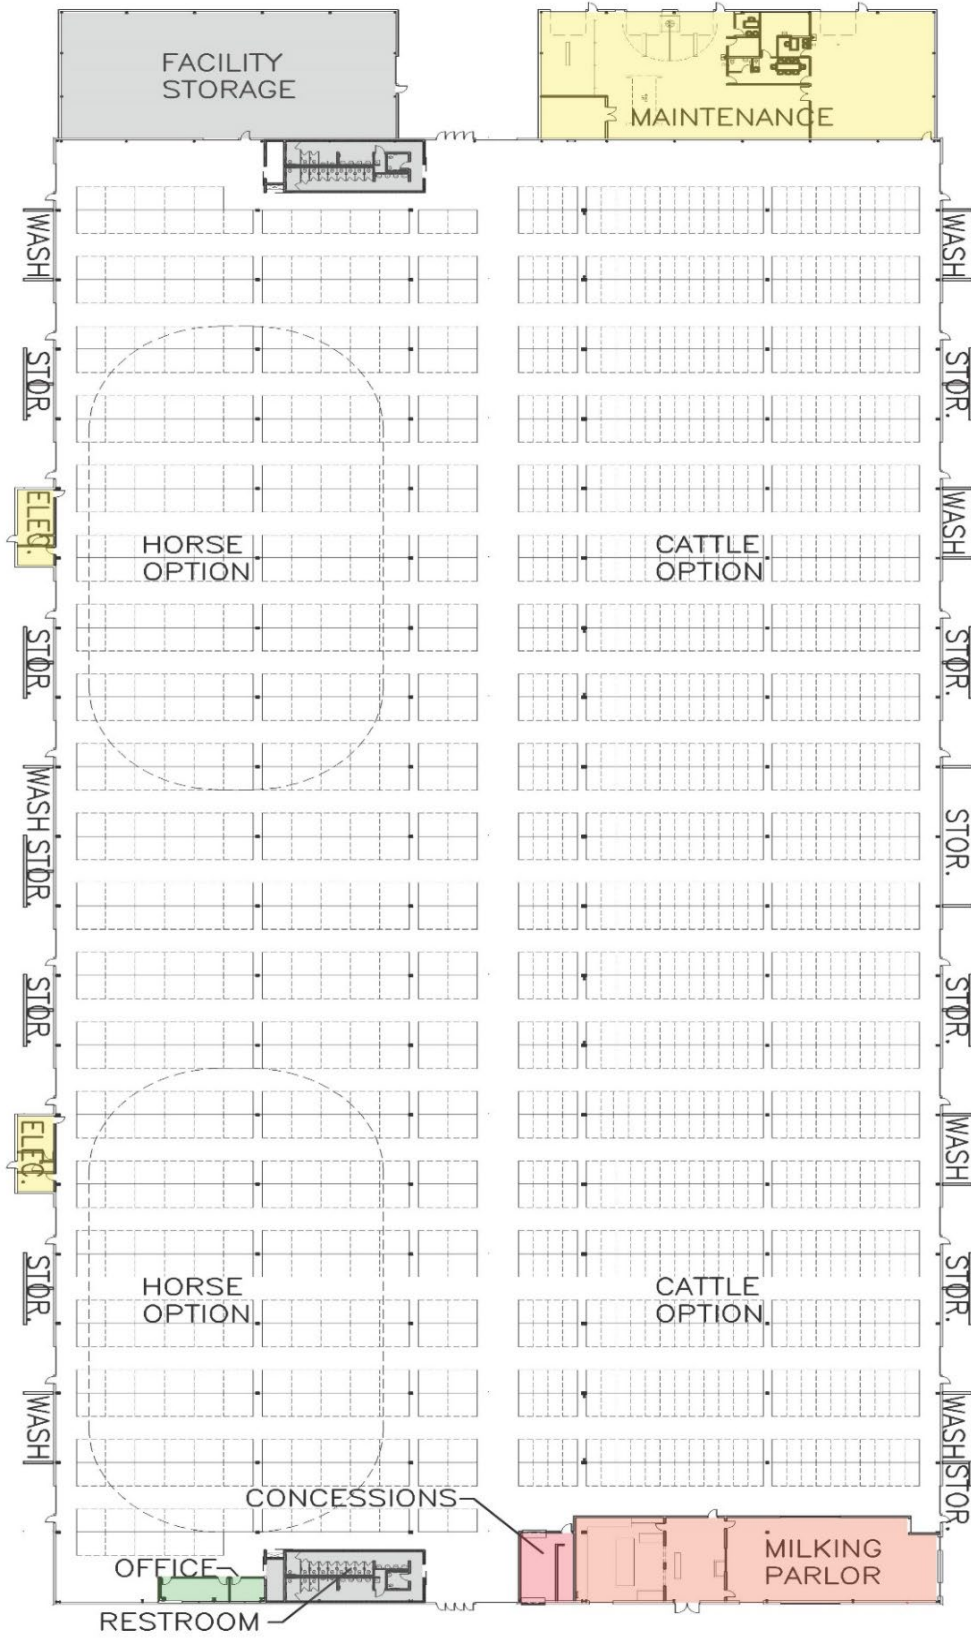 FACILITY
STORAGE
MAINTENANCE
WASH
WASH
STOR.
STOR.
ELEC.
HORSE
OPTION
CATTLE
OPTION
WASH
STOR.
STOR.
WASH
STOR.
STOR.
STOR.
STOR.
ELEC.
WASH
STOR.
HORSE
OPTION
CATTLE
OPTION
STOR.
WASH
WASH
STOR.
CONCESSIONS
OFFICE
RESTROOM
MILKING
PARLOR